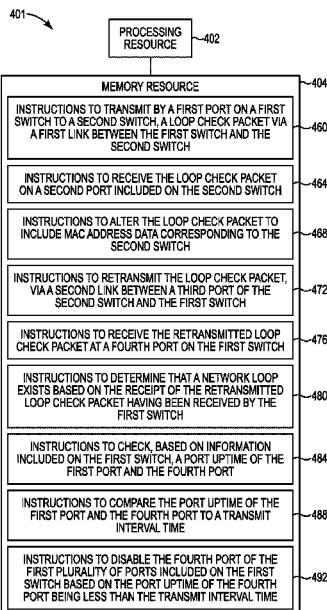 401
PROCESSING
RESOURCE
402
404
MEMORY RESOURCE
INSTRUCTIONS TO TRANSMIT BY A FIRST PORT ON A FIRST
SWITCH TO A SECOND SWITCH, A LOOP CHECK PACKET VIA
A FIRST LINK BETWEEN THE FIRST SWITCH AND THE
SECOND SWITCH
460
INSTRUCTIONS TO RECEIVE THE LOOP CHECK PACKET
ON A SECOND PORT INCLUDED ON THE SECOND SWITCH
464
INSTRUCTIONS TO ALTER THE LOOP CHECK PACKET TO
INCLUDE MAC ADDRESS DATA CORRESPONDING TO
THE SECOND SWITCH
468
INSTRUCTIONS TO RETRANSMIT THE LOOP CHECK PACKET,
VIA A SECOND LINK BETWEEN A THIRD PORT OF THE
SECOND SWITCH AND THE FIRST SWITCH
472
INSTRUCTIONS TO RECEIVE THE RETRANSMITTED LOOP
CHECK PACKET AT A FOURTH PORT ON THE FIRST SWITCH
476
INSTRUCTIONS TO DETERMINE THAT A NETWORK LOOP
EXISTS BASED ON THE RECEIPT OF THE RETRANSMITTED
LOOP CHECK PACKET HAVING BEEN RECEIVED BY THE
FIRST SWITCH
480
INSTRUCTIONS TO CHECK, BASED ON INFORMATION
INCLUDED ON THE FIRST SWITCH, A PORT UPTIME OF THE
FIRST PORT AND THE FOURTH PORT
484
INSTRUCTIONS TO COMPARE THE PORT UPTIME OF THE
FIRST PORT AND THE FOURTH PORT TO A TRANSMIT
INTERVAL TIME
488
INSTRUCTIONS TO DISABLE THE FOURTH PORT OF THE
FIRST PLURALITY OF PORTS INCLUDED ON THE FIRST
SWITCH BASED ON THE PORT UPTIME OF THE FOURTH
PORT BEING LESS THAN THE TRANSMIT INTERVAL TIME
492